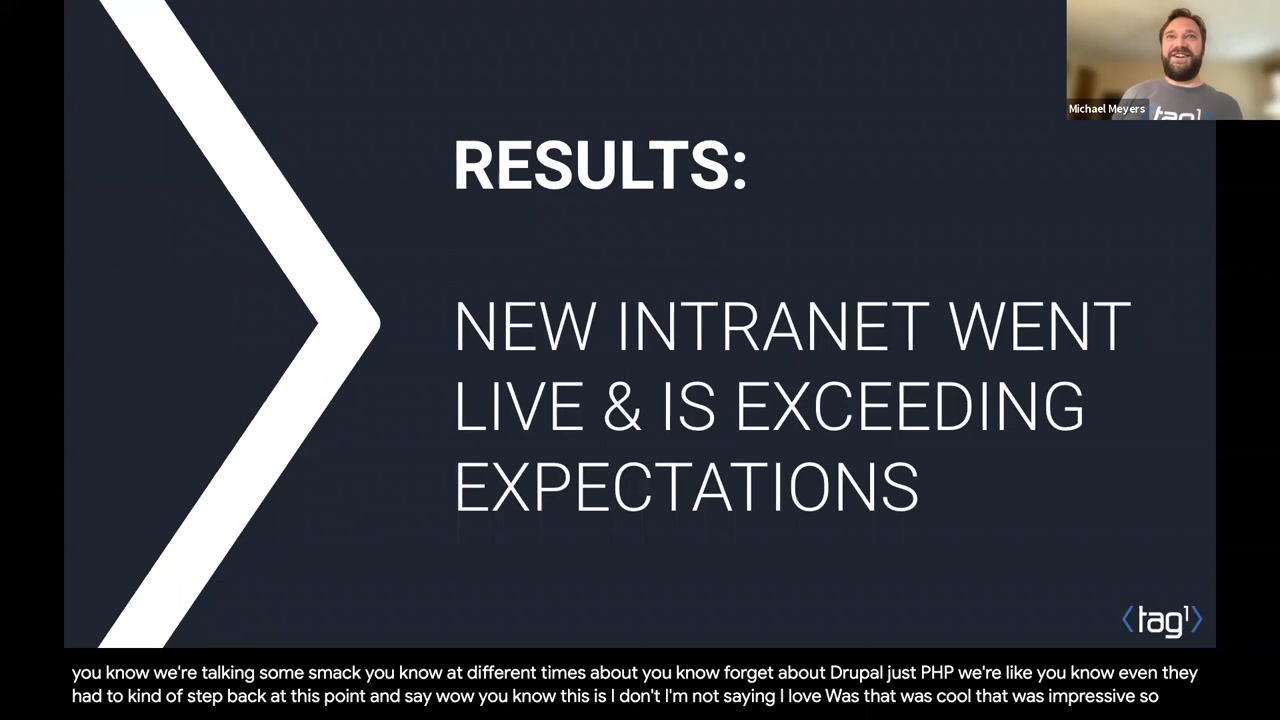 Michael Meyers
tag1
RESULTS:
NEW INTRANET WENT
LIVE & IS EXCEEDING
EXPECTATIONS
tag1
you know we're talking some smack you know at different times about you know forget about Drupal just PHP we're like you know even they
had to kind of step back at this point and say wow you know this is I don't I'm not saying I love Was that was cool that was impressive so